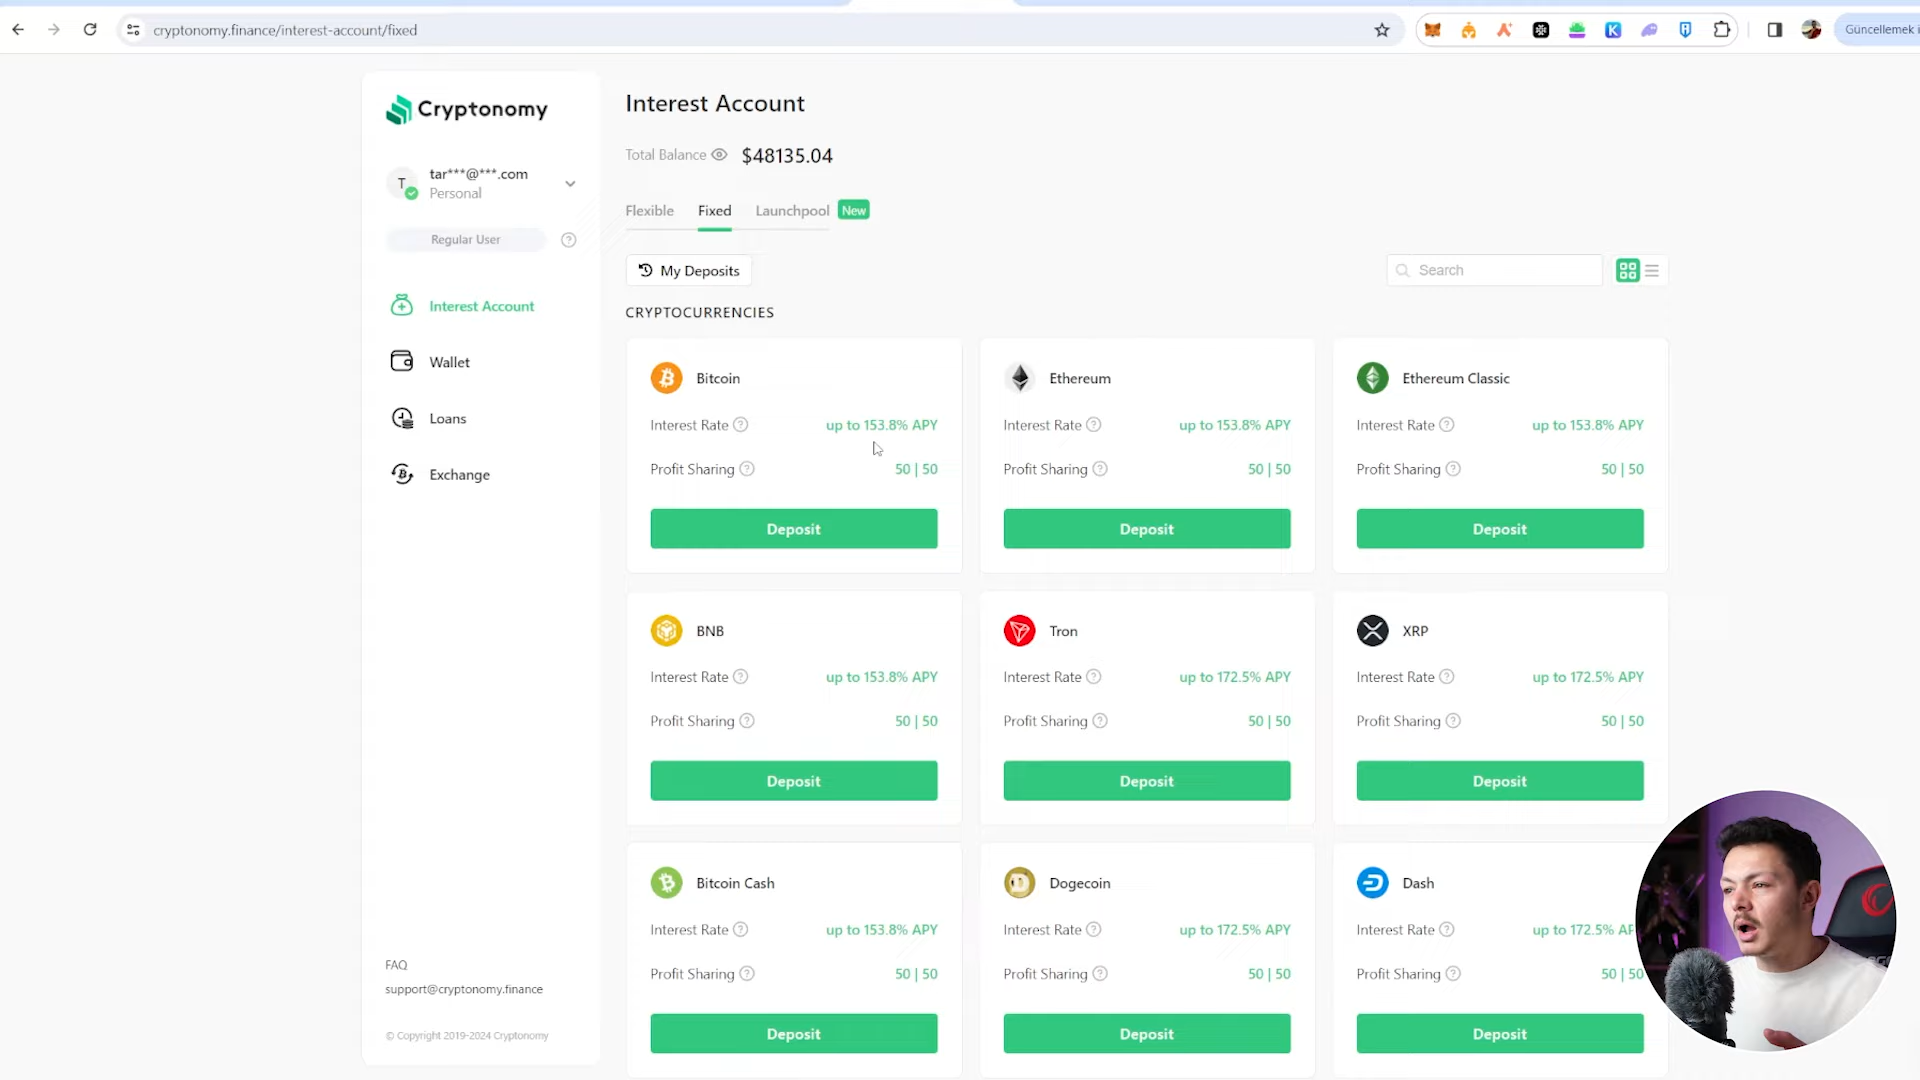 cryptonomy.finance/interest-account/fixed
Güncellemek i
Cryptonomy
T
tar***@***.com
Personal
Regular User
Interest Account
Wallet
Loans
Exchange
FAQ
support@cryptonomy.finance
© Copyright 2019-2024 Cryptonomy
Interest Account
Total Balance $48135.04
Flexible Fixed Launchpool New
My Deposits
Search
CRYPTOCURRENCIES
Bitcoin
Interest Rate up to 153.8% APY
Profit Sharing 50 | 50
Deposit
Ethereum
Interest Rate up to 153.8% APY
Profit Sharing 50 | 50
Deposit
Ethereum Classic
Interest Rate up to 153.8% APY
Profit Sharing 50 | 50
Deposit
BNB
Interest Rate up to 153.8% APY
Profit Sharing 50 | 50
Deposit
Tron
Interest Rate up to 172.5% APY
Profit Sharing 50 | 50
Deposit
XRP
Interest Rate up to 172.5% APY
Profit Sharing 50 | 50
Deposit
Bitcoin Cash
Interest Rate up to 153.8% APY
Profit Sharing 50 | 50
Deposit
Dogecoin
Interest Rate up to 172.5% APY
Profit Sharing 50 | 50
Deposit
Dash
Interest Rate up to 172.5% AP
Profit Sharing 50 | 50
Deposit